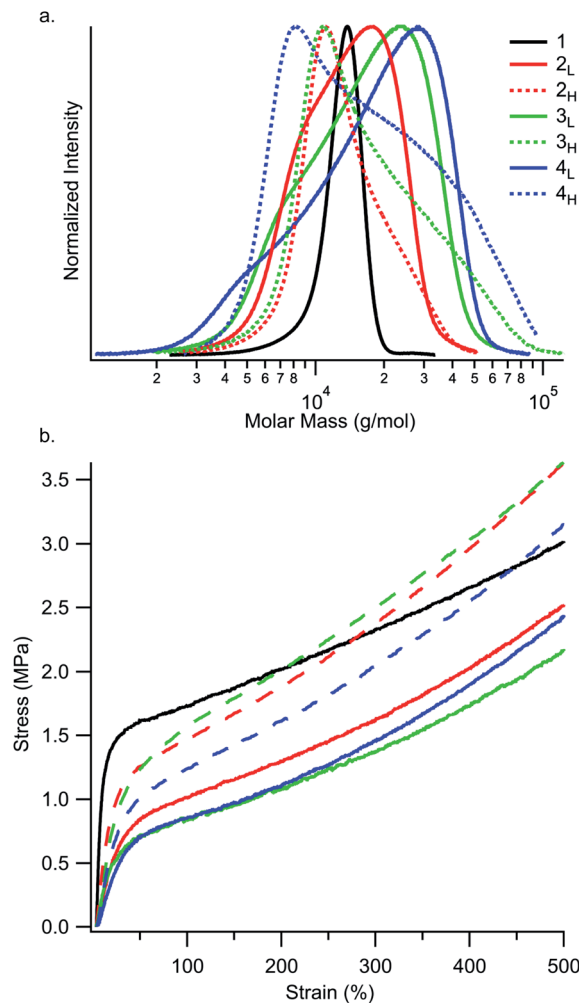 a.
Normalized Intensity
1
2L
2H
3L
3H
4L
4H
2 3 4 5 6 7 8 10^4 2 3 4 5 6 7 8 10^5
Molar Mass (g/mol)
b.
Stress (MPa)
3.5
3.0
2.5
2.0
1.5
1.0
0.5
0.0
100 200 300 400 500
Strain (%)